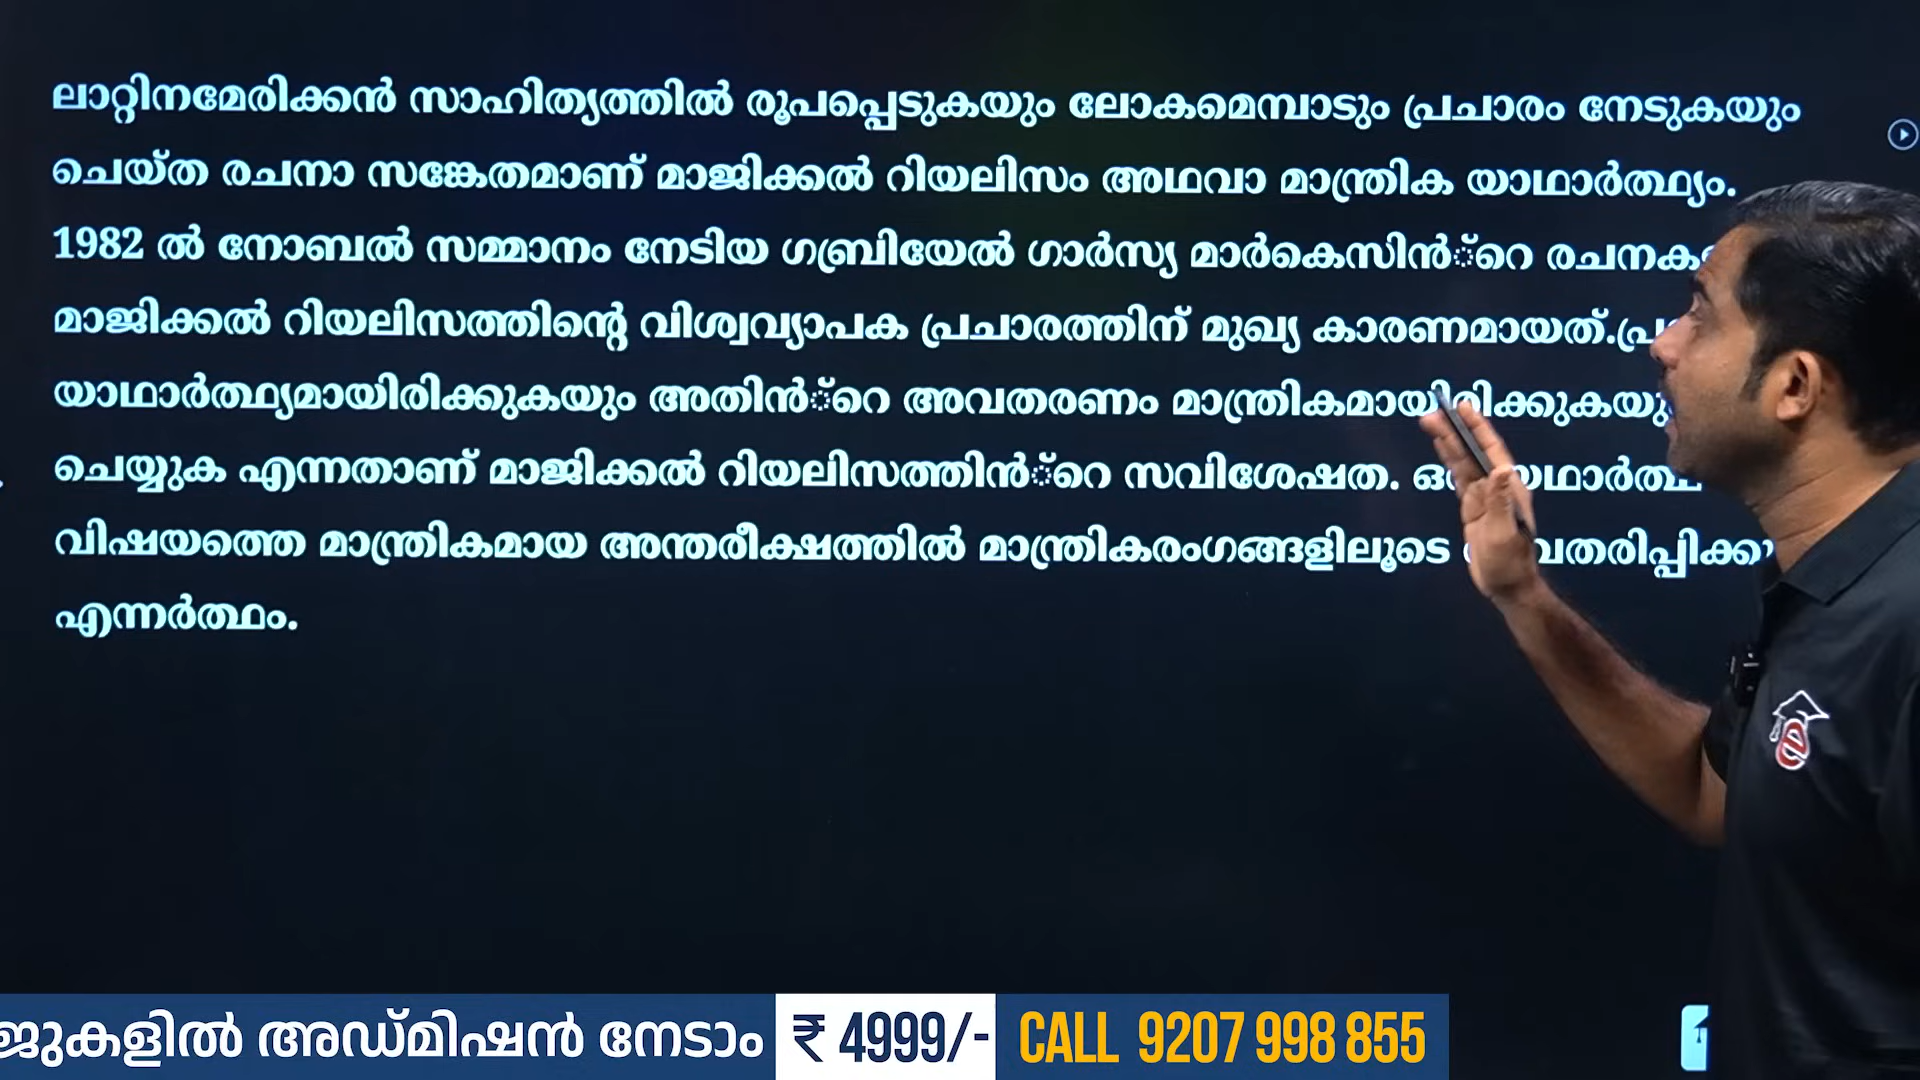 ലാറ്റിനമേരിക്കൻ സാഹിത്യത്തിൽ രൂപപ്പെടുകയും ലോകമെമ്പാടും പ്രചാരം നേടുകയും
ചെയ്ത രചനാ സങ്കേതമാണ് മാജിക്കൽ റിയലിസം അഥവാ മാന്ത്രിക യാഥാർത്ഥ്യം.
1982 ൽ നോബൽ സമ്മാനം നേടിയ ഗബ്രിയേൽ ഗാർസ്യ മാർകെസിൻ്റെ
മാജിക്കൽ റിയലിസത്തിന്റെ വിശ്വവ്യാപക പ്രചാരത്തിന് മുഖ്യ കാരണമായത്.
യാഥാർത്ഥ്യമായിരിക്കുകയും അതിൻ്റെ അവതരണം മാന്ത്രികമായിരിക്കുകയും
ചെയ്യുക എന്നതാണ് മാജിക്കൽ റിയലിസത്തിൻ്റെ സവിശേഷത.
വിഷയത്തെ മാന്ത്രികമായ അന്തരീക്ഷത്തിൽ മാന്ത്രികരംഗങ്ങളിലൂടെ
എന്നർത്ഥം.
ജുകളിൽ അഡ്മിഷൻ നേടാം ₹ 4999/- CALL 9207 998 855